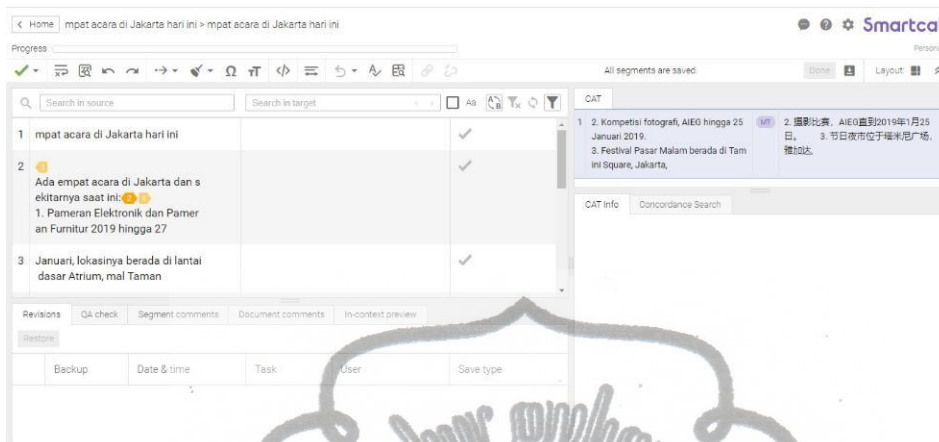 Home mpat acara di Jakarta hari ini > mpat acara di Jakarta hari ini
Smartca
Progress
Person
Ω тT </> All segments are saved. Done Layout:
Search in source Search in target Aa
CAT
1 mpat acara di Jakarta hari ini
2
Ada empat acara di Jakarta dan s
ekitarnya saat ini: 2
1. Pameran Elektronik dan Pamer
an Furnitur 2019 hingga 27
3 Januari, lokasinya berada di lantai
dasar Atrium, mal Taman
1 2. Kompetisi fotografi, AIEG hingga 25 MT 2. 摄影比赛，AIEG直到2019年1月25
Januari 2019. 日。 3. 节日夜市位于塔米尼广场，
3. Festival Pasar Malam berada di Tam 雅加达,
ini Square, Jakarta,
CAT Info Concordance Search
Revisions QA check Segment comments Document comments In-context preview
Restore
Backup Date & time Task User Save type